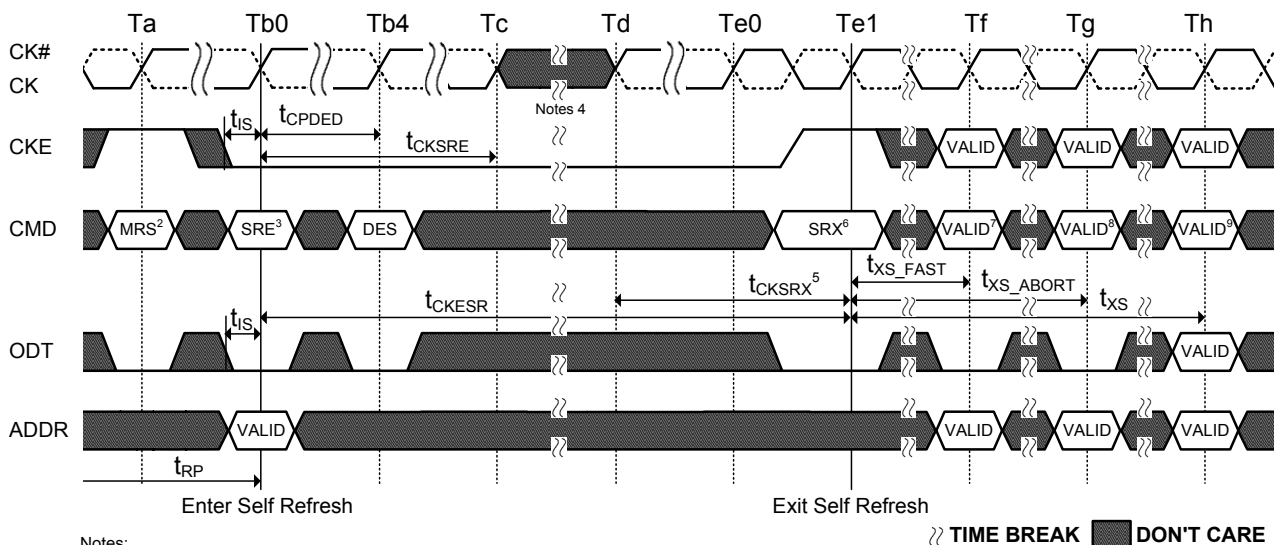 Ta Tb0 Tb4 Tc Td Te0 Te1 Tf Tg Th
CK#
CK
Notes 4
tIS tCPDED
tCKSRE
CKE VALID VALID VALID
CMD MRS² SRE³ DES SRX⁶ VALID⁷ VALID⁸ VALID⁹
tXS_FAST
tCKSRX⁵ tXS_ABORT
tCKESR tXS
tIS
ODT VALID
ADDR VALID VALID VALID VALID
tRP
Enter Self Refresh Exit Self Refresh
Notes: TIME BREAK DON'T CARE